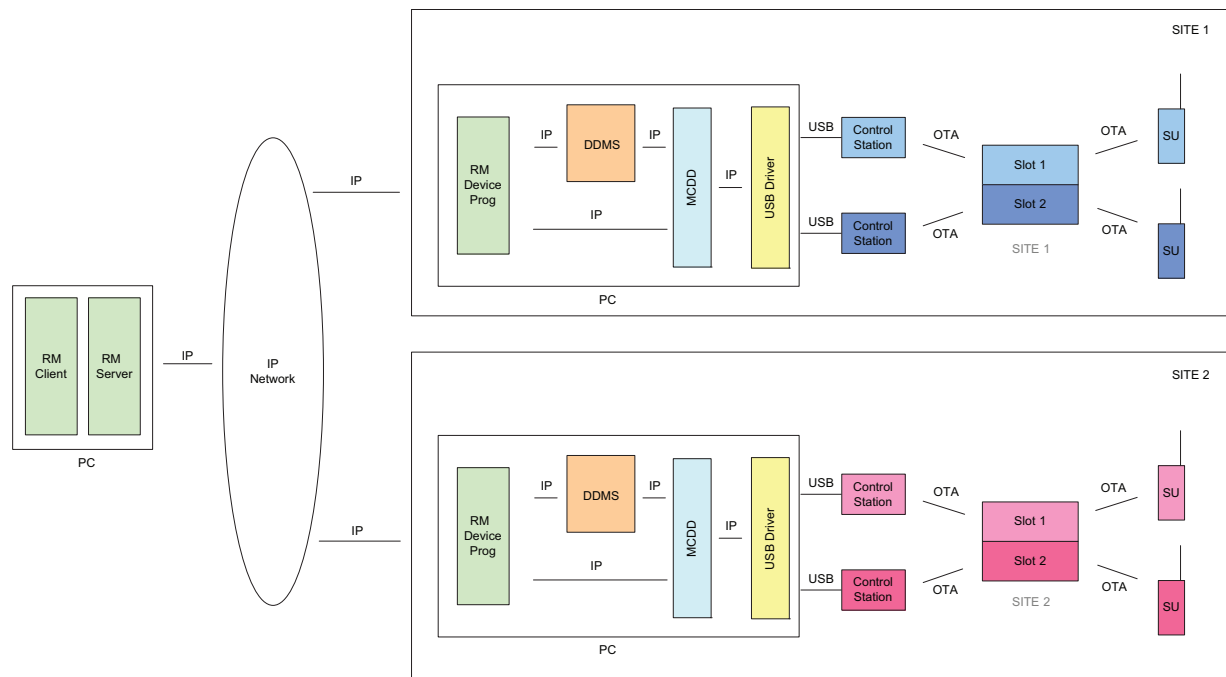 SITE 1
IP
RM
Device
Prog
IP
DDMS
IP
IP
MCDD
IP
USB Driver
PC
USB
Control
Station
USB
Control
Station
OTA
OTA
Slot 1
Slot 2
SITE 1
OTA
OTA
SU
SU
RM
Client
RM
Server
PC
IP
IP
Network
SITE 2
IP
RM
Device
Prog
IP
DDMS
IP
IP
MCDD
IP
USB Driver
PC
USB
Control
Station
USB
Control
Station
OTA
OTA
Slot 1
Slot 2
SITE 2
OTA
OTA
SU
SU